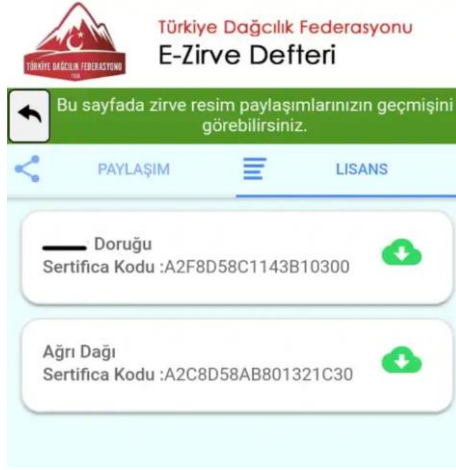 Türkiye Dağcılık Federasyonu
E-Zirve Defteri
TÜRKİYE DAĞCILIK FEDERASYONU
Bu sayfada zirve resim paylaşımlarınızın geçmişini
görebilirsiniz.
PAYLAŞIM
LISANS
Doruğu
Sertifica Kodu :A2F8D58C1143B10300
Ağrı Dağı
Sertifica Kodu :A2C8D58AB801321C30